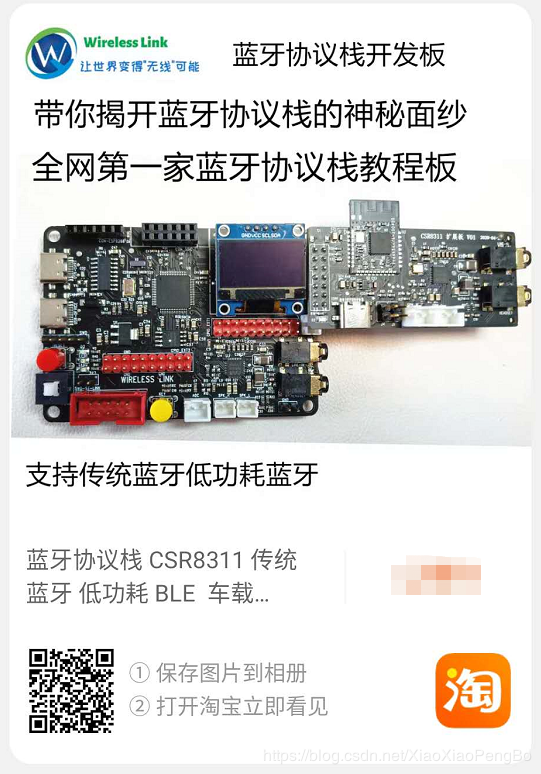 Wireless Link
让世界变得"无线"可能
蓝牙协议栈开发板
带你揭开蓝牙协议栈的神秘面纱
全网第一家蓝牙协议栈教程板
GNDVCC SCL SDA
CSR8311 扩展板 V01
WIRELESS LINK
KEY
支持传统蓝牙低功耗蓝牙
蓝牙协议栈 CSR8311 传统
蓝牙 低功耗 BLE 车载...
① 保存图片到相册
② 打开淘宝立即看见
淘
https://blog.csdn.net/XiaoXiaoPengBo